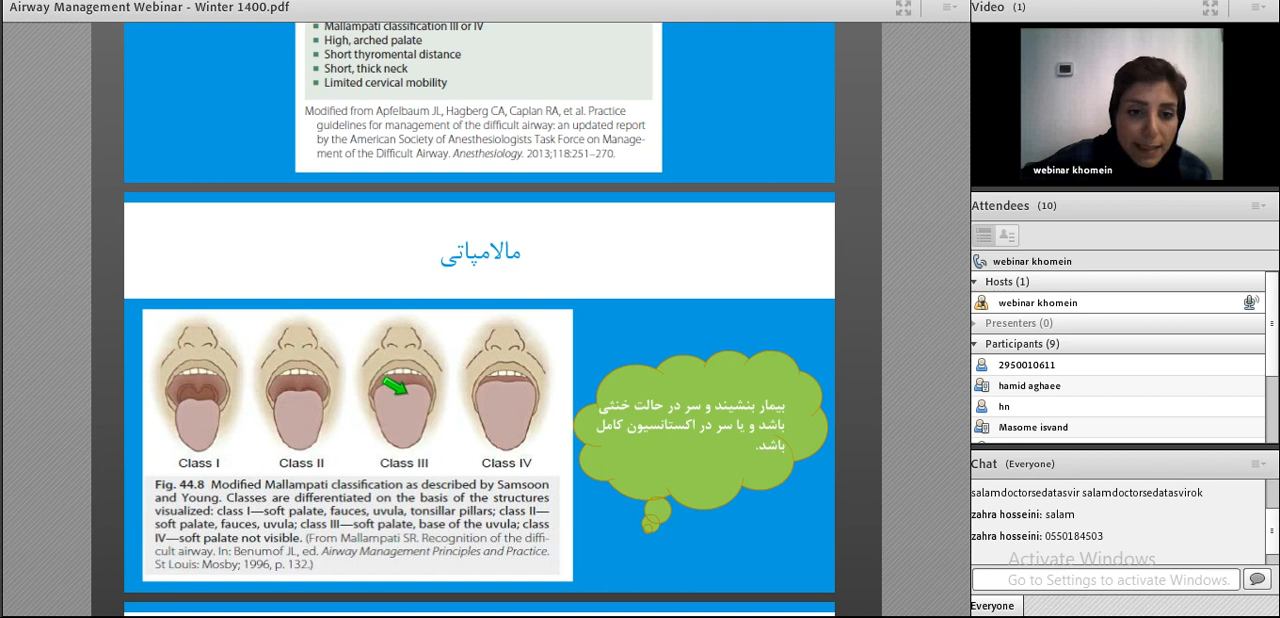 Airway Management Webinar - Winter 1400.pdf
Mallampati classification III or IV
High, arched palate
Short thyromental distance
Short, thick neck
Limited cervical mobility
Modified from Apfelbaum JL, Hagberg CA, Caplan RA, et al. Practice
guidelines for management of the difficult airway: an updated report
by the American Society of Anesthesiologists Task Force on Manage-
ment of the Difficult Airway. Anesthesiology. 2013;118:251–270.
مالامپاتی
Class I
Class II
Class III
Class IV
Fig. 44.8 Modified Mallampati classification as described by Samsoon
and Young. Classes are differentiated on the basis of the structures
visualized: class I—soft palate, fauces, uvula, tonsillar pillars; class II—
soft palate, fauces, uvula; class III—soft palate, base of the uvula; class
IV—soft palate not visible. (From Mallampati SR. Recognition of the diffi-
cult airway. In: Benumof JL, ed. Airway Management Principles and Practice.
St Louis: Mosby; 1996, p. 132.)
بیمار بنشیند و سر در حالت خنثی
باشد و یا سر در اکستانسیون کامل
باشد.
Video (1)
webinar khomein
Attendees (10)
webinar khomein
Hosts (1)
webinar khomein
Presenters (0)
Participants (9)
2950010611
hamid aghaee
hn
Masome isvand
Chat (Everyone)
salamdoctorsedatasvir salamdoctorsedatasvirok
zahra hosseini: salam
zahra hosseini: 0550184503
Activate Windows
Go to Settings to activate Windows.
Everyone